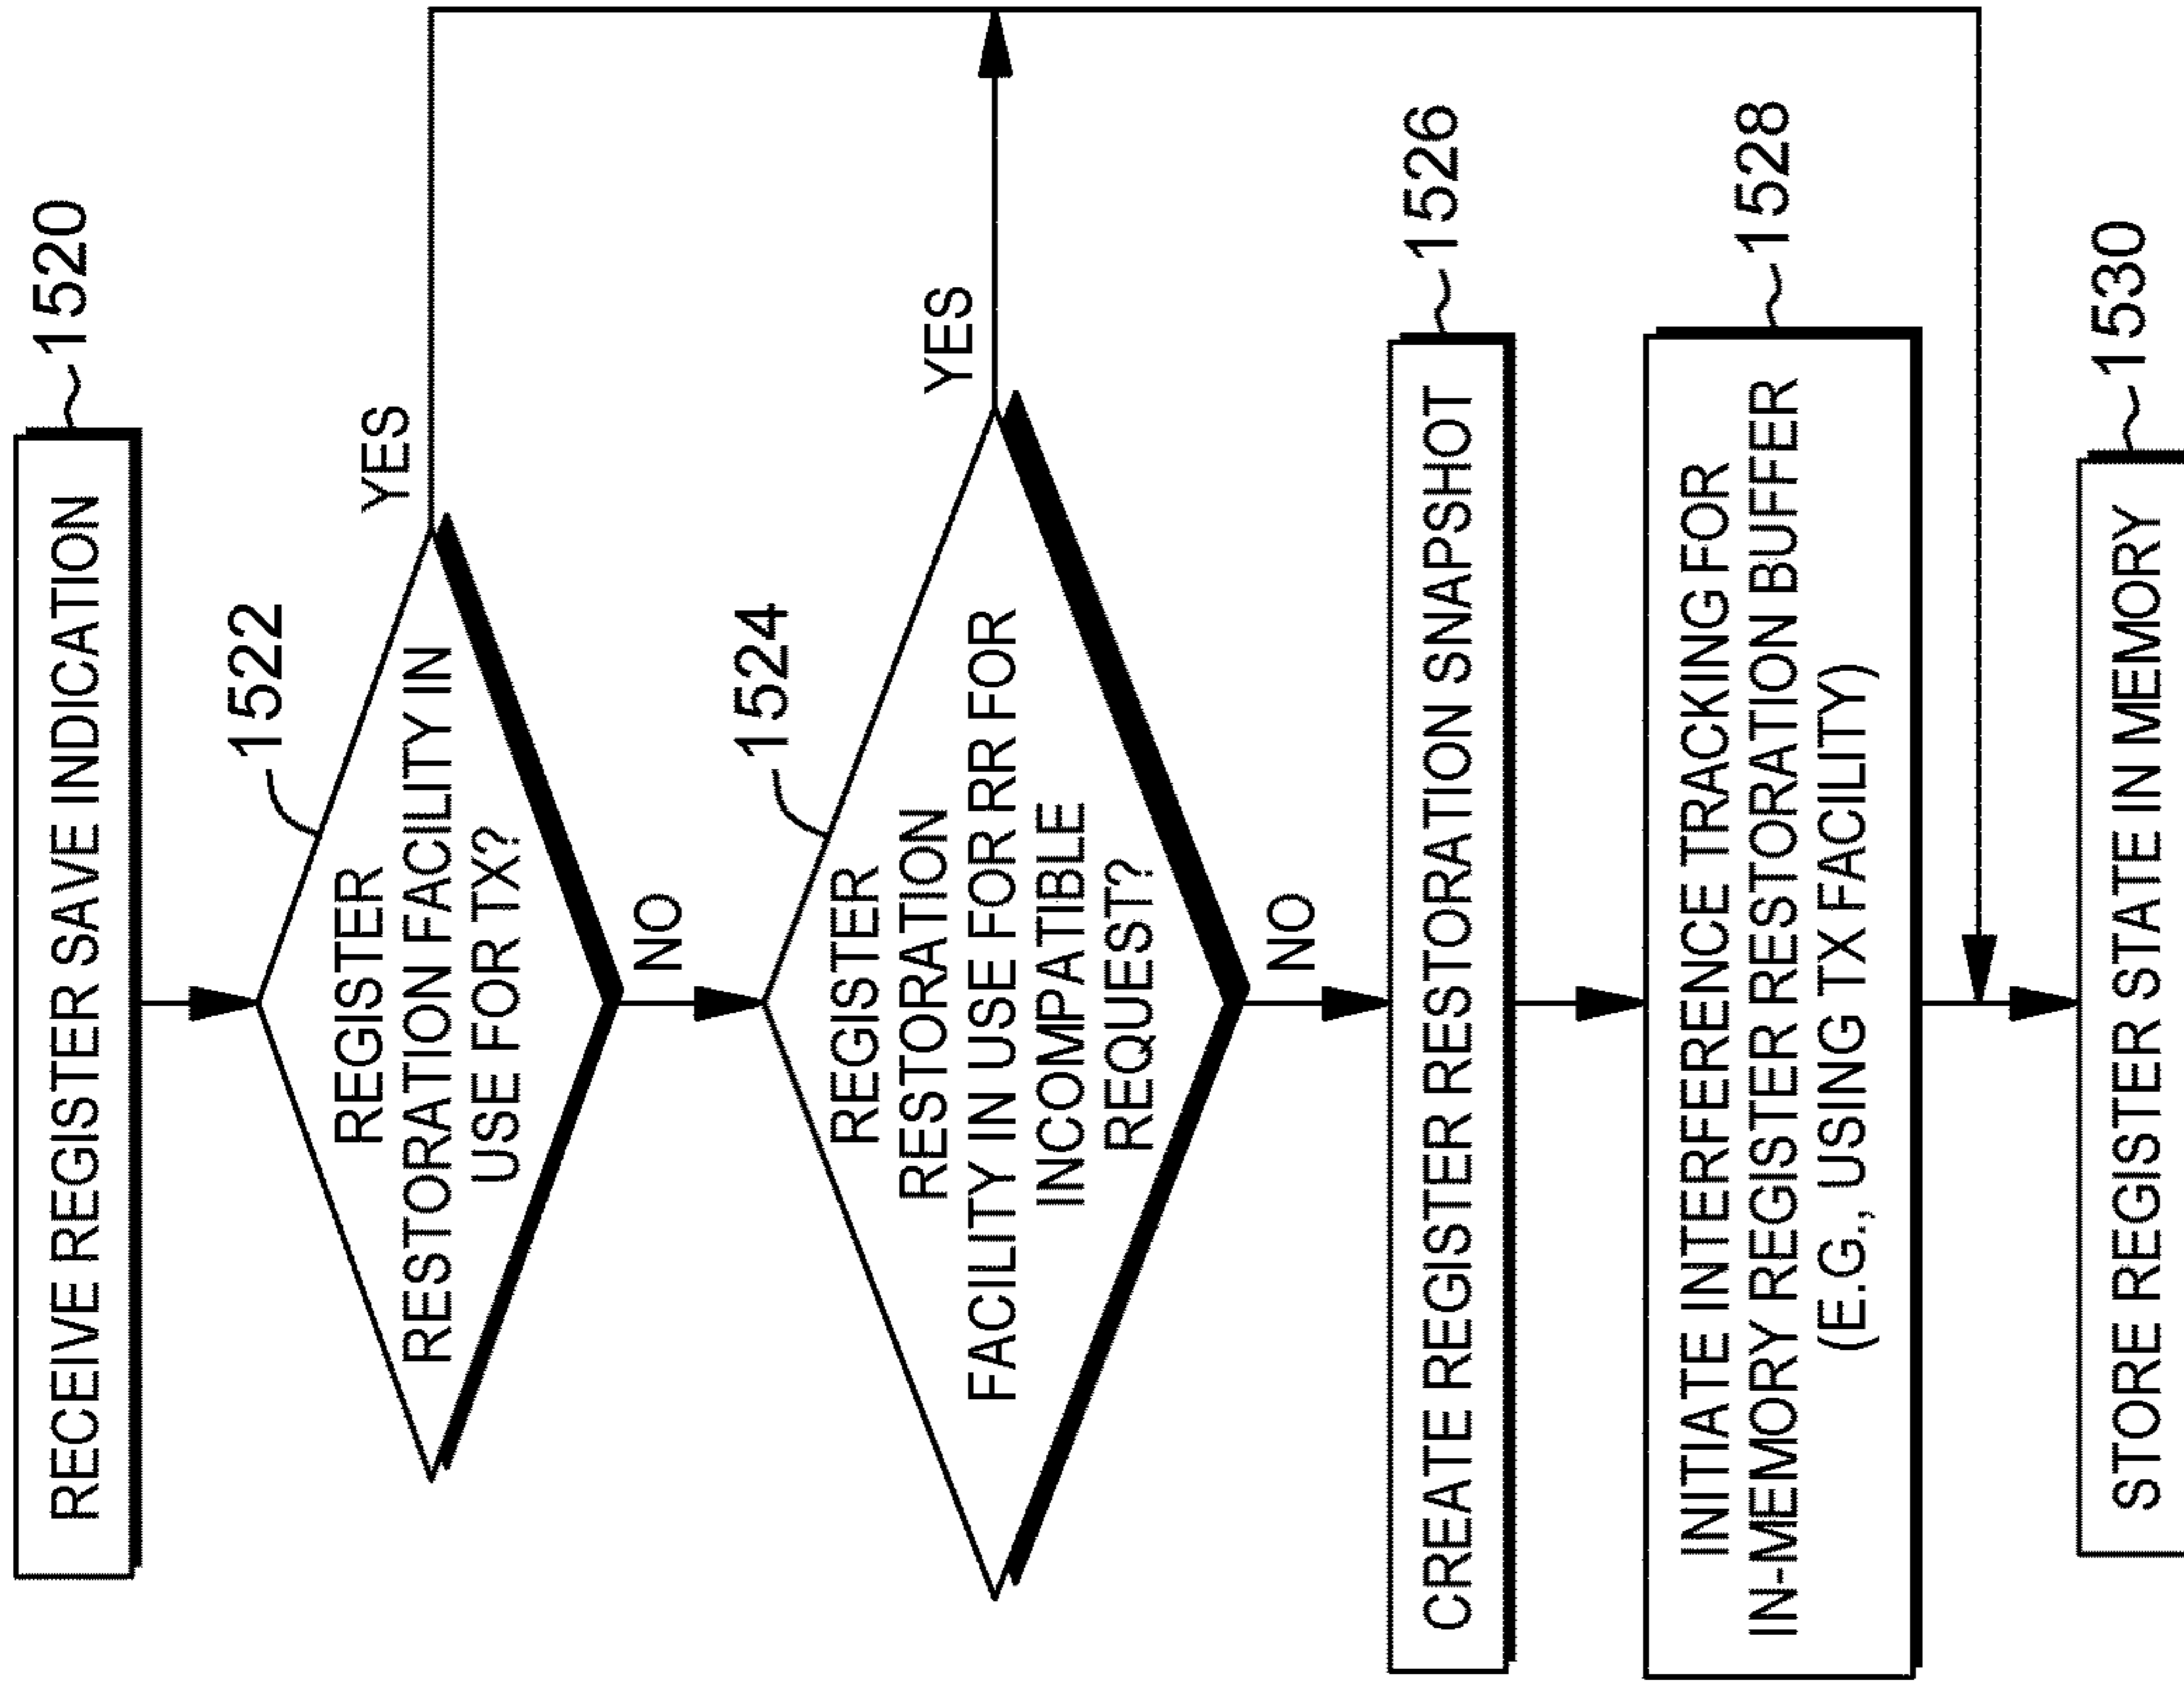 RECEIVE REGISTER SAVE INDICATION
1520
1522
REGISTER
RESTORATION FACILITY IN
USE FOR TX?
YES
NO
1524
REGISTER
RESTORATION
FACILITY IN USE FOR RR FOR
INCOMPATIBLE
REQUEST?
YES
NO
CREATE REGISTER RESTORATION SNAPSHOT
1526
INITIATE INTERFERENCE TRACKING FOR
IN-MEMORY REGISTER RESTORATION BUFFER
(E.G., USING TX FACILITY)
1528
STORE REGISTER STATE IN MEMORY
1530